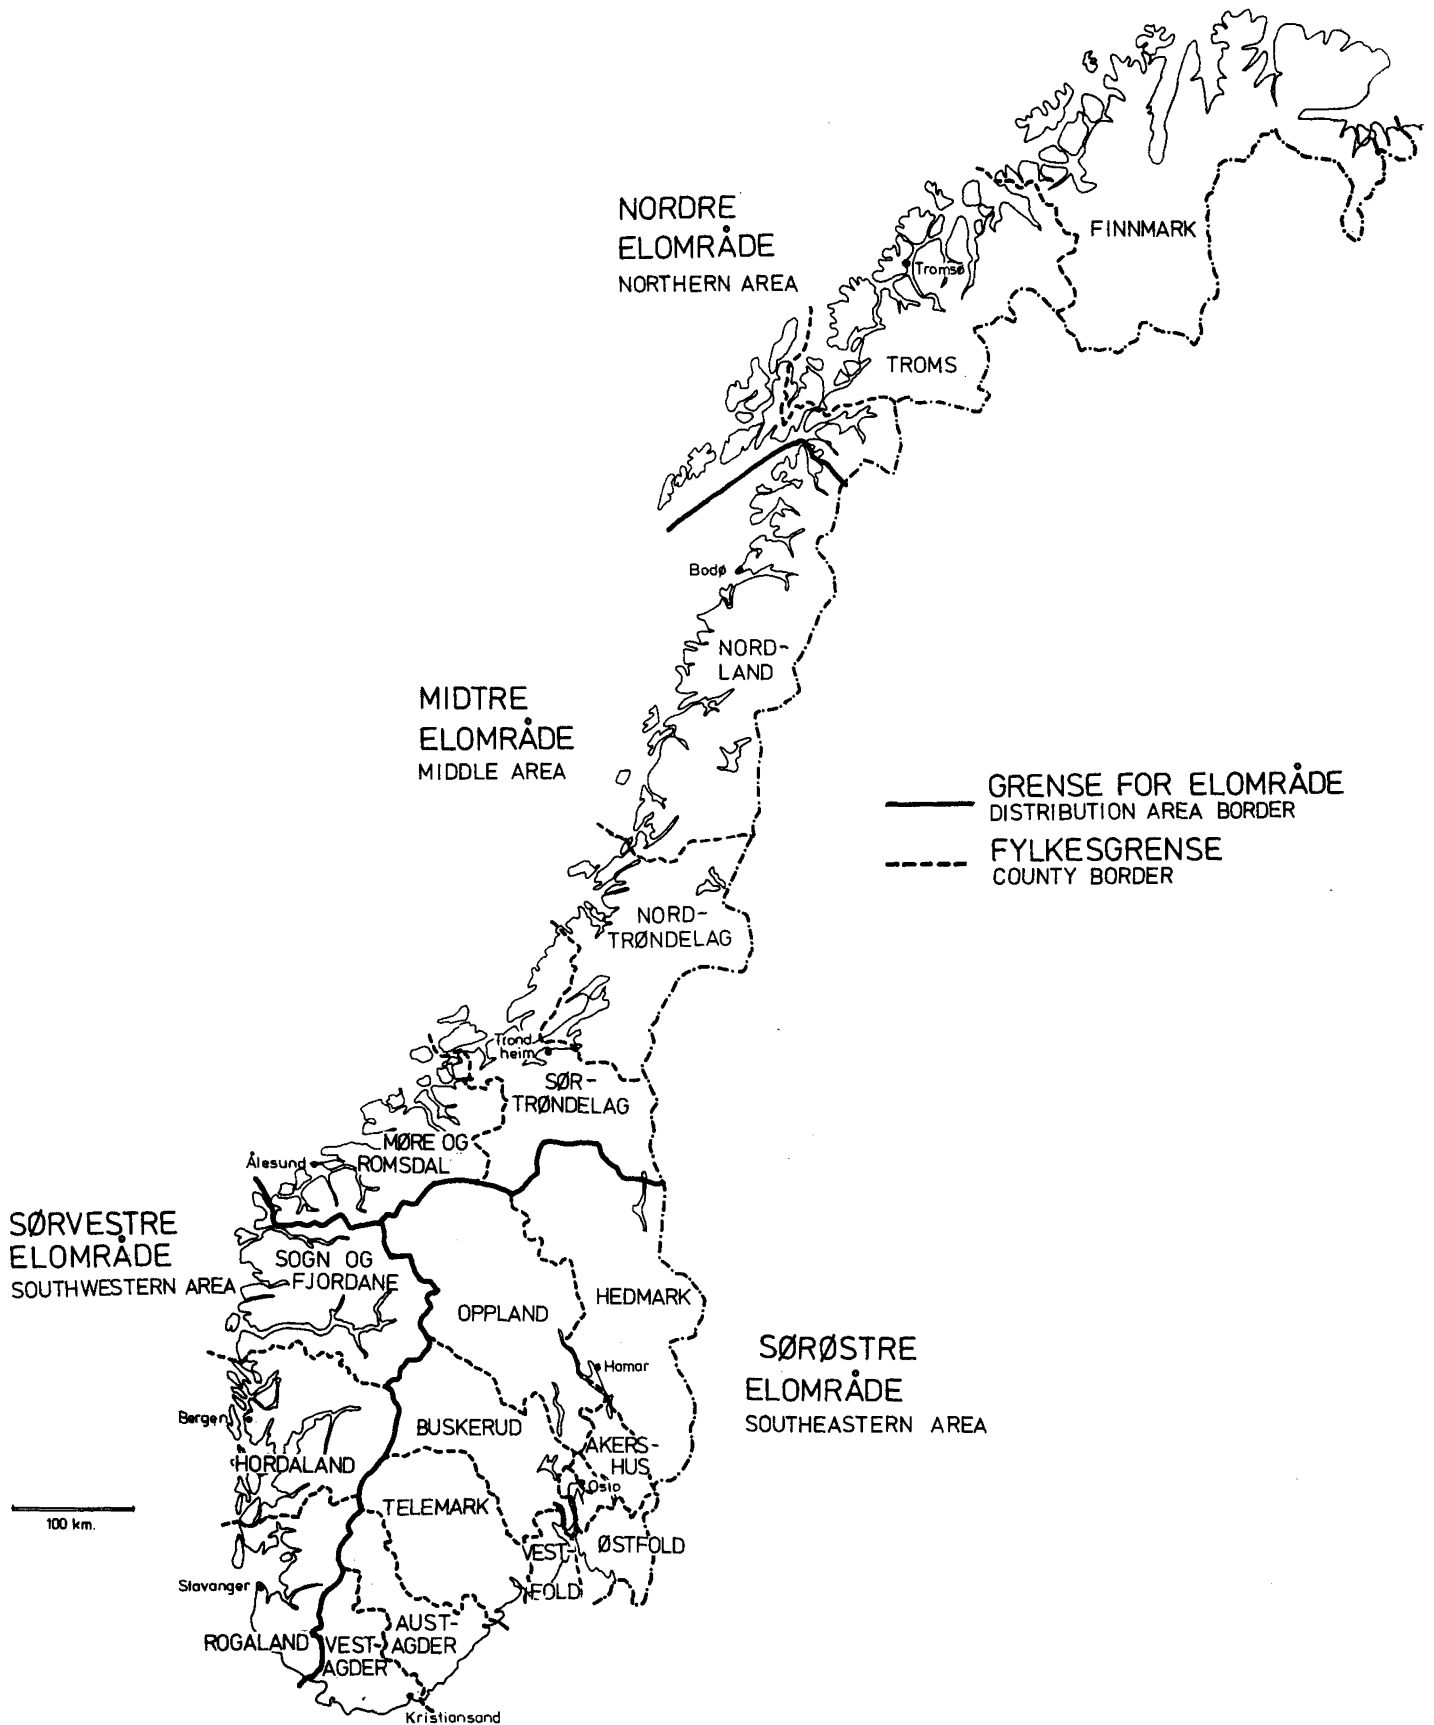 NORDRE
ELOMRÅDE
NORTHERN AREA
FINNMARK
Tromsø
TROMS
Bodø
NORD-
LAND
MIDTRE
ELOMRÅDE
MIDDLE AREA
GRENSE FOR ELOMRÅDE
DISTRIBUTION AREA BORDER
FYLKESGRENSE
COUNTY BORDER
NORD-
TRØNDELAG
Trond
heim
SØR-
TRØNDELAG
MØRE OG
ROMSDAL
Ålesund
SØRVESTRE
ELOMRÅDE
SOUTHWESTERN AREA
SOGN OG
FJORDANE
OPPLAND
HEDMARK
SØRØSTRE
ELOMRÅDE
SOUTHEASTERN AREA
Hamar
Bergen
BUSKERUD
AKERS-
HUS
HORDALAND
Oslo
TELEMARK
100 km.
VEST-
FOLD
ØSTFOLD
Stavanger
ROGALAND
VEST-
AGDER
AUST-
AGDER
Kristiansand